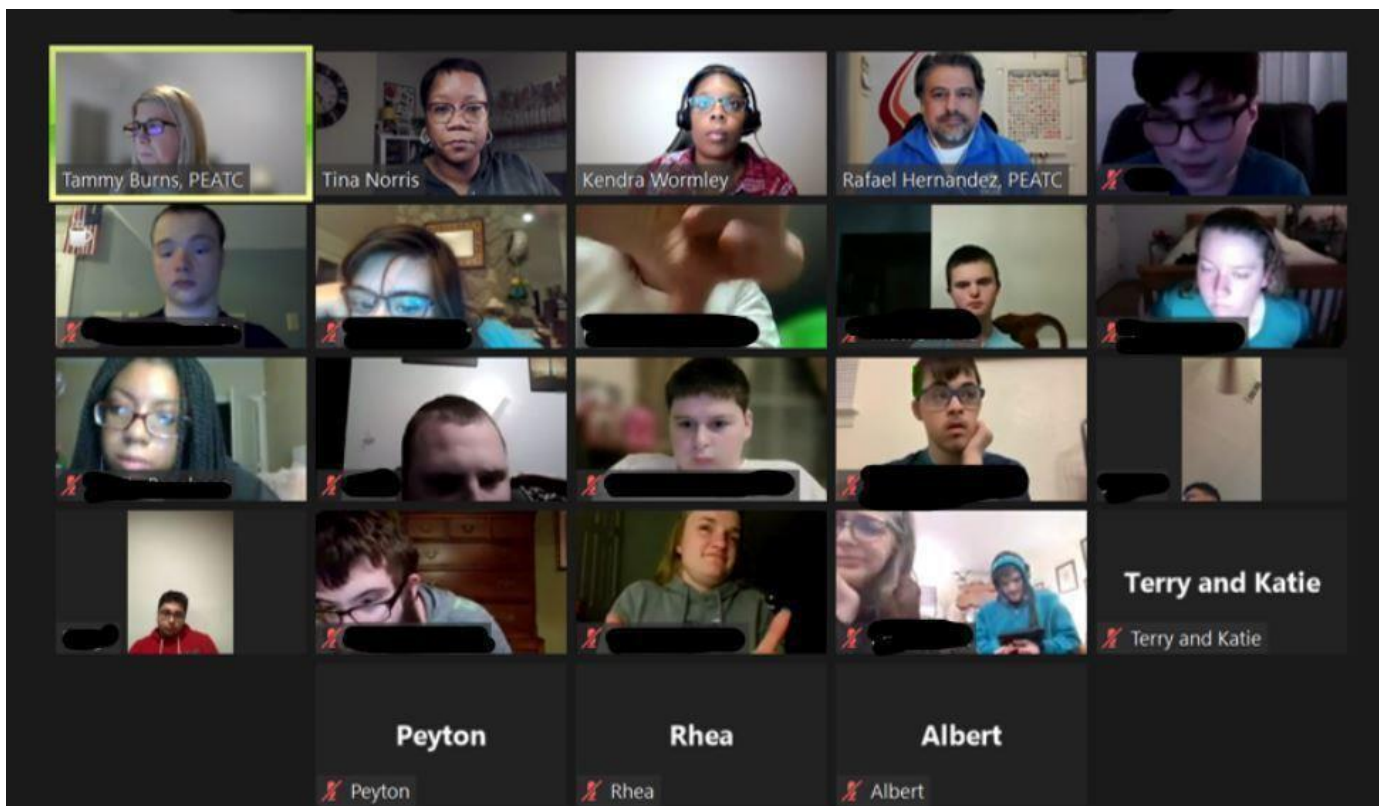 Tammy Burns, PEATC
Tina Norris
Kendra Wormley
Rafael Hernandez, PEATC
Terry and Katie
Terry and Katie
Peyton
Rhea
Albert
Peyton
Rhea
Albert